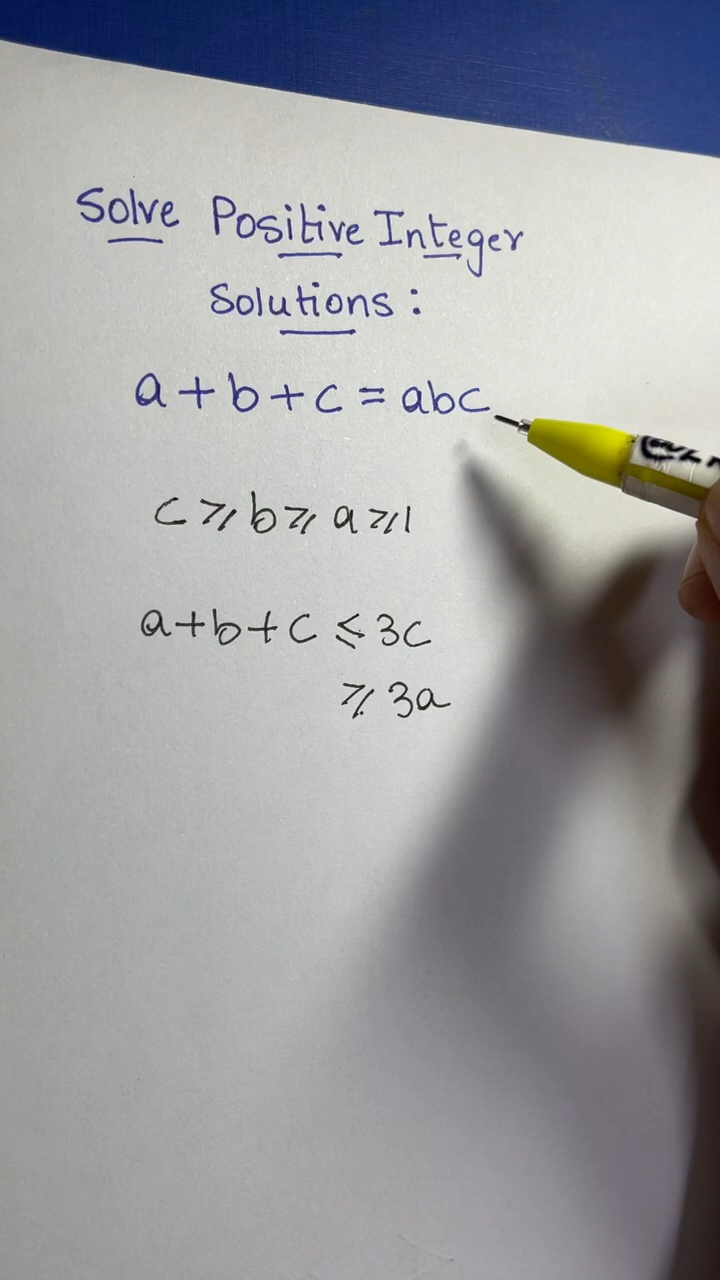 Solve Positive Integer
Solutions:
a+b+c = abc
c ⩾ b ⩾ a ⩾ 1
a+b+c ⩽ 3c
⩾ 3a